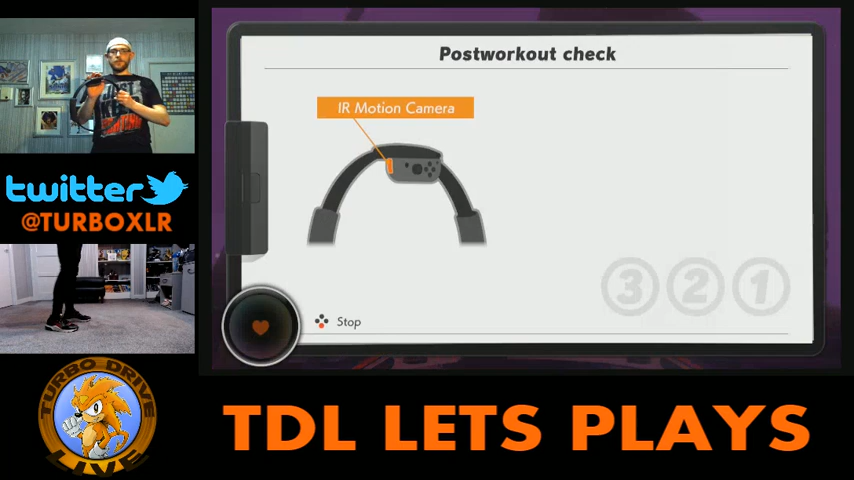 Postworkout check
IR Motion Camera
twitter
@TURBOXLR
3 2 1
Stop
TURBO DRIVE
LIVE
TDL LETS PLAYS